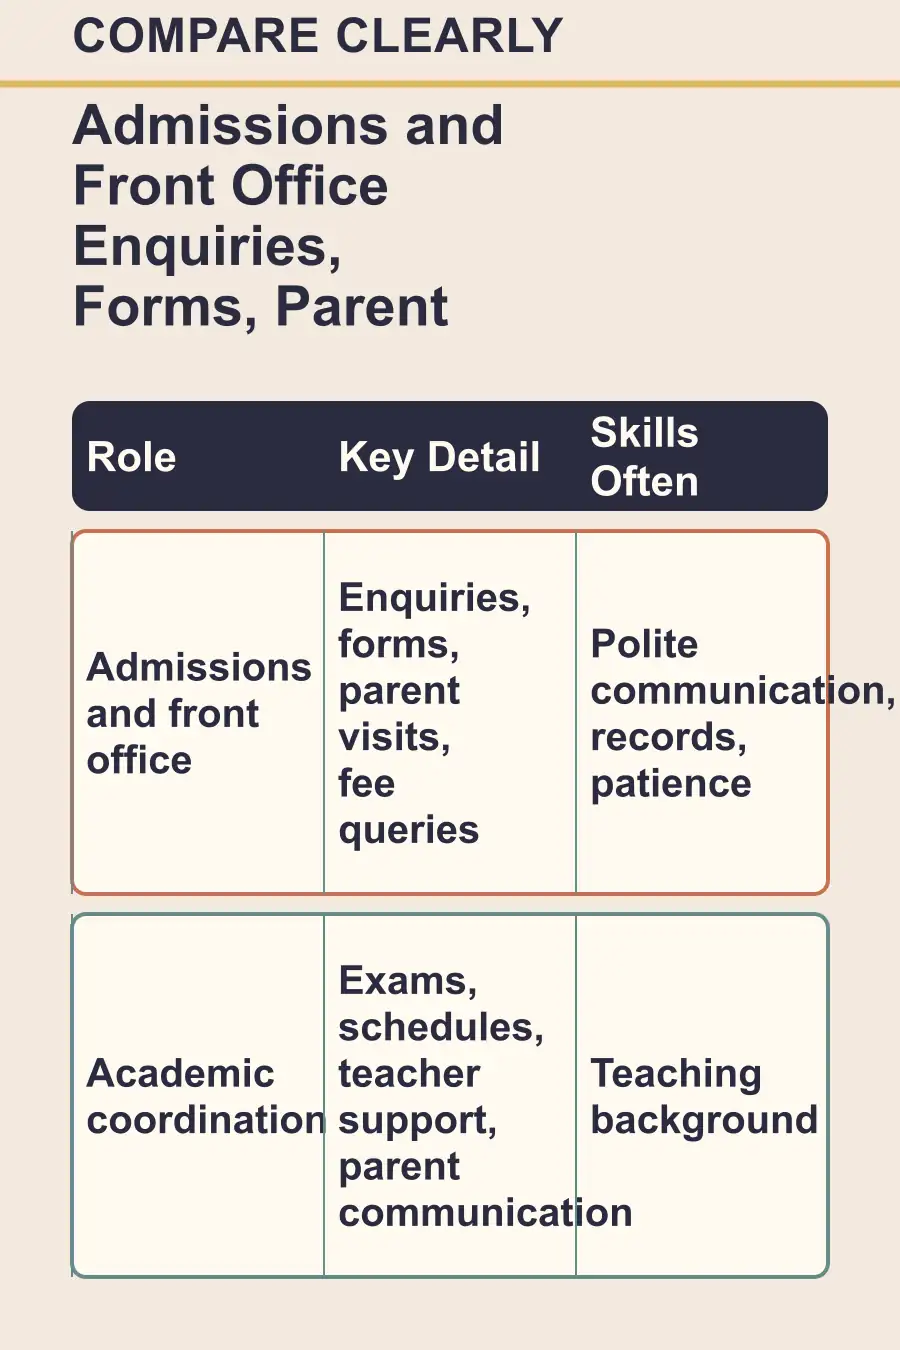 COMPARE CLEARLY
Admissions and
Front Office
Enquiries,
Forms, Parent
Role
Key Detail
Skills
Often
Admissions
and front
office
Enquiries,
forms,
parent
visits,
fee
queries
Polite
communication,
records,
patience
Academic
coordination
Exams,
schedules,
teacher
support,
parent
communication
Teaching
background